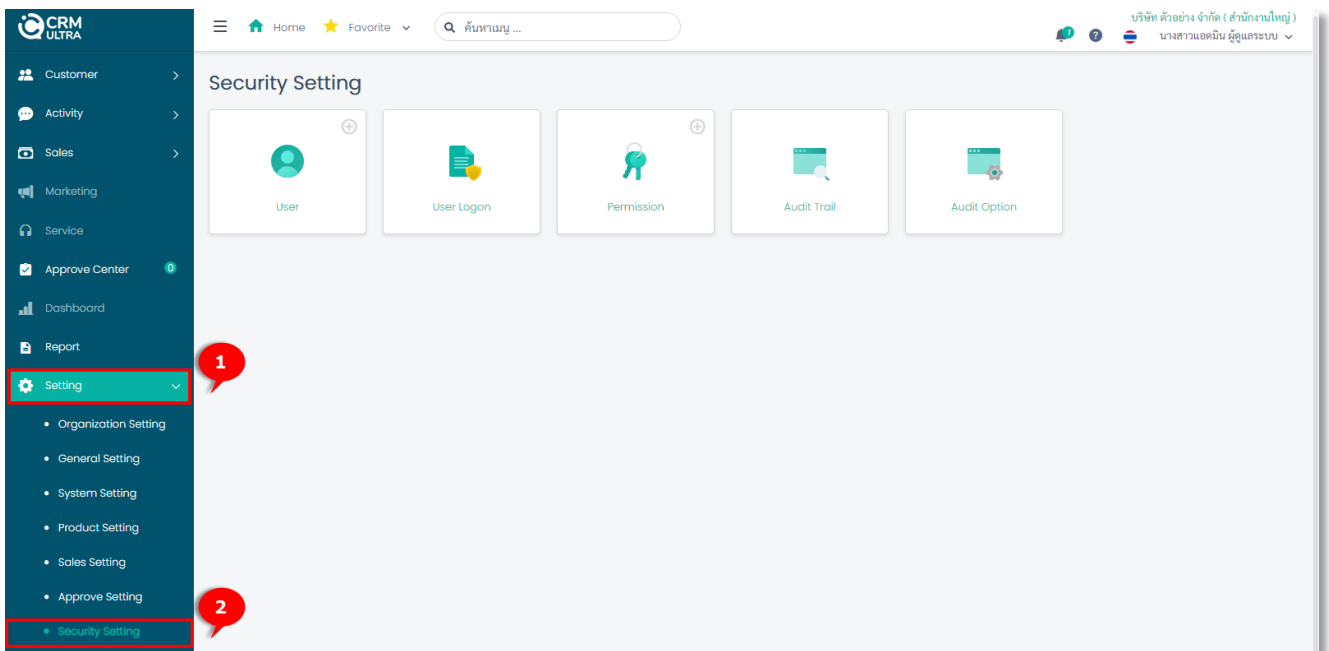 CRM
ULTRA
Home
Favorite
ค้นหาเมนู ...
1
?
บริษัท ตัวอย่าง จำกัด ( สำนักงานใหญ่ )
นางสาวแอดมิน ผู้ดูแลระบบ
Customer
Activity
Sales
Marketing
Service
Approve Center 0
Dashboard
Report
Setting
Organization Setting
General Setting
System Setting
Product Setting
Sales Setting
Approve Setting
Security Setting
1
2
Security Setting
User
User Logon
Permission
Audit Trail
Audit Option